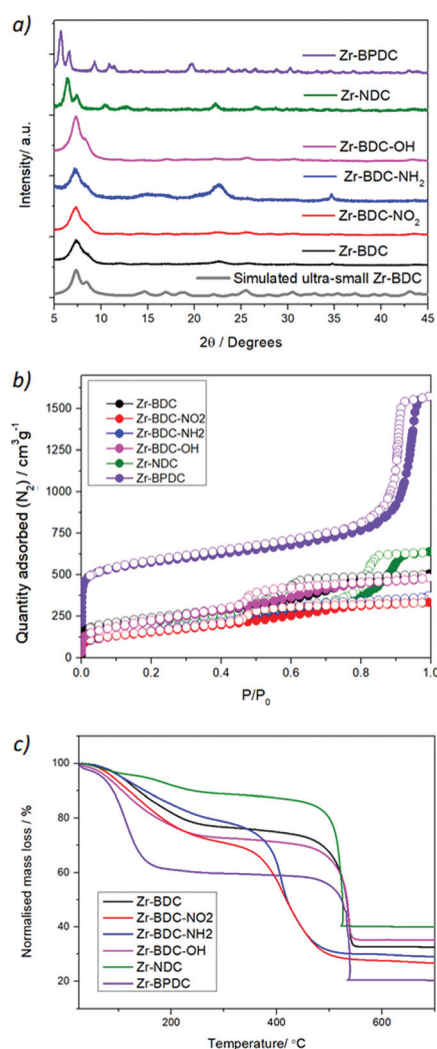 a)
Zr-BPDC
Zr-NDC
Zr-BDC-OH
Zr-BDC-NH2
Zr-BDC-NO2
Zr-BDC
Simulated ultra-small Zr-BDC
Intensity/ a.u.
5 10 15 20 25 30 35 40 45
2θ / Degrees
b)
1500
1250
1000
750
500
250
0
Zr-BDC
Zr-BDC-NO2
Zr-BDC-NH2
Zr-BDC-OH
Zr-NDC
Zr-BPDC
Quantity adsorbed (N2) / cm3g-1
0.0 0.2 0.4 0.6 0.8 1.0
P/P0
c)
100
80
60
40
20
Zr-BDC
Zr-BDC-NO2
Zr-BDC-NH2
Zr-BDC-OH
Zr-NDC
Zr-BPDC
Normalised mass loss / %
200 400 600
Temperature/ °C